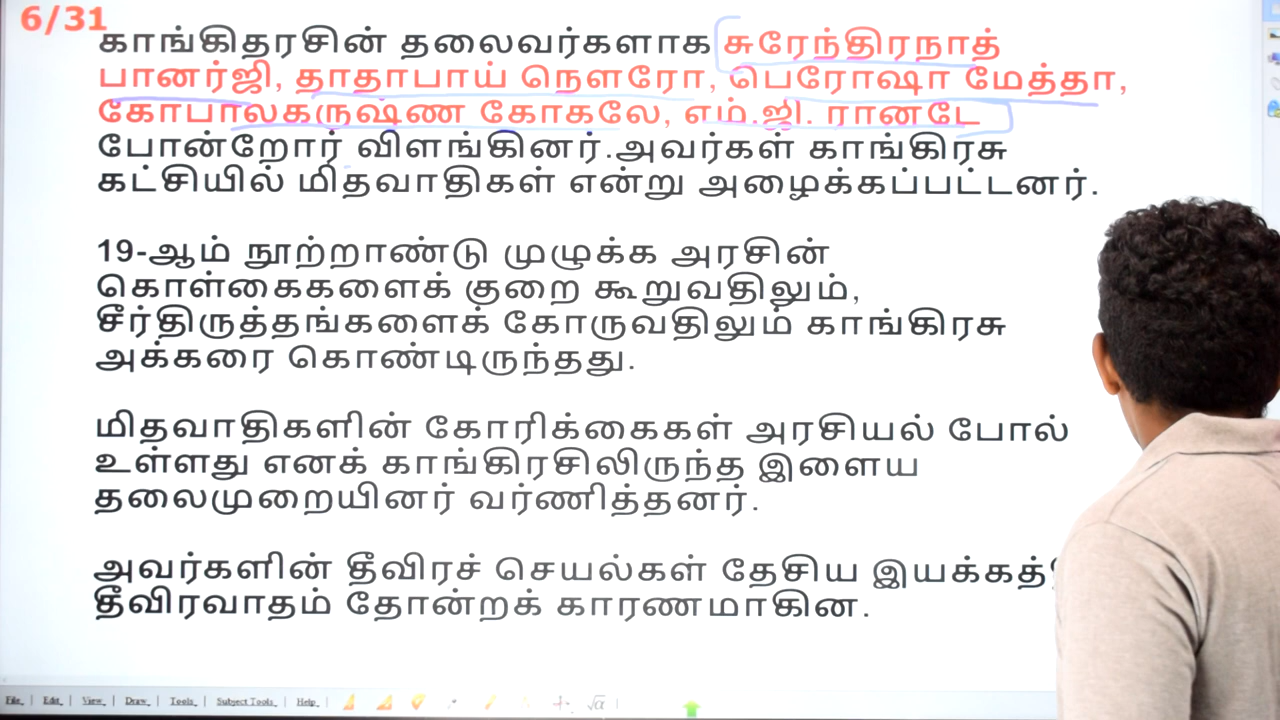 6/31
காங்கிதரசின் தலைவர்களாக சுரேந்திரநாத்
பானர்ஜி, தாதாபாய் நௌரோ, பெரோஷா மேத்தா,
கோபாலகருஷ்ண கோகலே, எம்.ஜி. ரானடே
போன்றோர் விளங்கினர்.அவர்கள் காங்கிரசு
கட்சியில் மிதவாதிகள் என்று அழைக்கப்பட்டனர்.
19-ஆம் நூற்றாண்டு முழுக்க அரசின்
கொள்கைகளைக் குறை கூறுவதிலும்,
சீர்திருத்தங்களைக் கோருவதிலும் காங்கிரசு
அக்கரை கொண்டிருந்தது.
மிதவாதிகளின் கோரிக்கைகள் அரசியல் போல்
உள்ளது எனக் காங்கிரசிலிருந்த இளைய
தலைமுறையினர் வர்ணித்தனர்.
அவர்களின் தீவிரச் செயல்கள் தேசிய
தீவிரவாதம் தோன்றக் காரணமாகின.
File Edit View Draw Tools Subject Tools Help √α